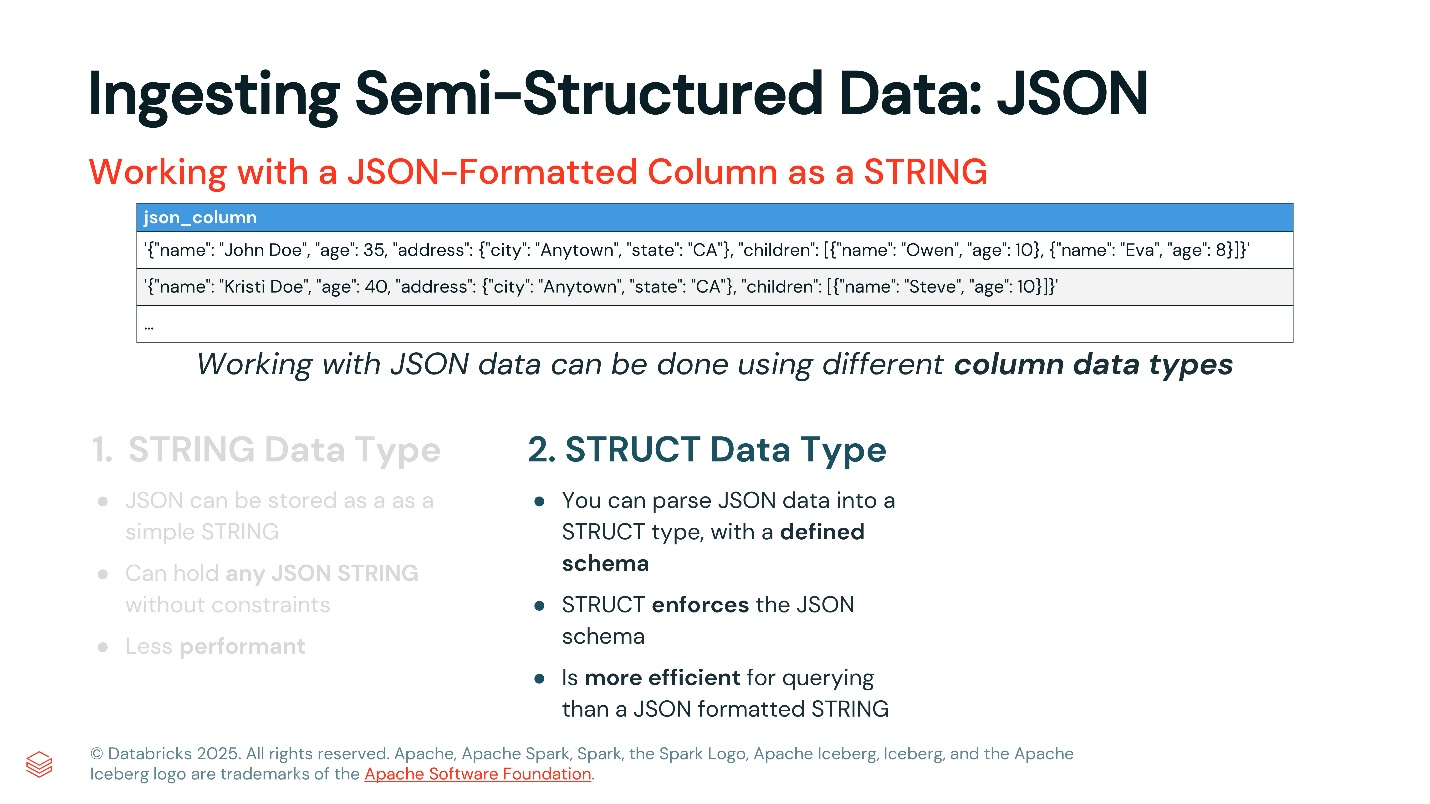 Ingesting Semi-Structured Data: JSON
Working with a JSON-Formatted Column as a STRING
json_column
'{"name": "John Doe", "age": 35, "address": {"city": "Anytown", "state": "CA"}, "children": [{"name": "Owen", "age": 10}, {"name": "Eva", "age": 8}]}'
'{"name": "Kristi Doe", "age": 40, "address": {"city": "Anytown", "state": "CA"}, "children": [{"name": "Steve", "age": 10}]}'
...
Working with JSON data can be done using different column data types
1. STRING Data Type
● JSON can be stored as a as a
simple STRING
● Can hold any JSON STRING
without constraints
● Less performant
2. STRUCT Data Type
● You can parse JSON data into a
STRUCT type, with a defined
schema
● STRUCT enforces the JSON
schema
● Is more efficient for querying
than a JSON formatted STRING
© Databricks 2025. All rights reserved. Apache, Apache Spark, Spark, the Spark Logo, Apache Iceberg, Iceberg, and the Apache
Iceberg logo are trademarks of the Apache Software Foundation.